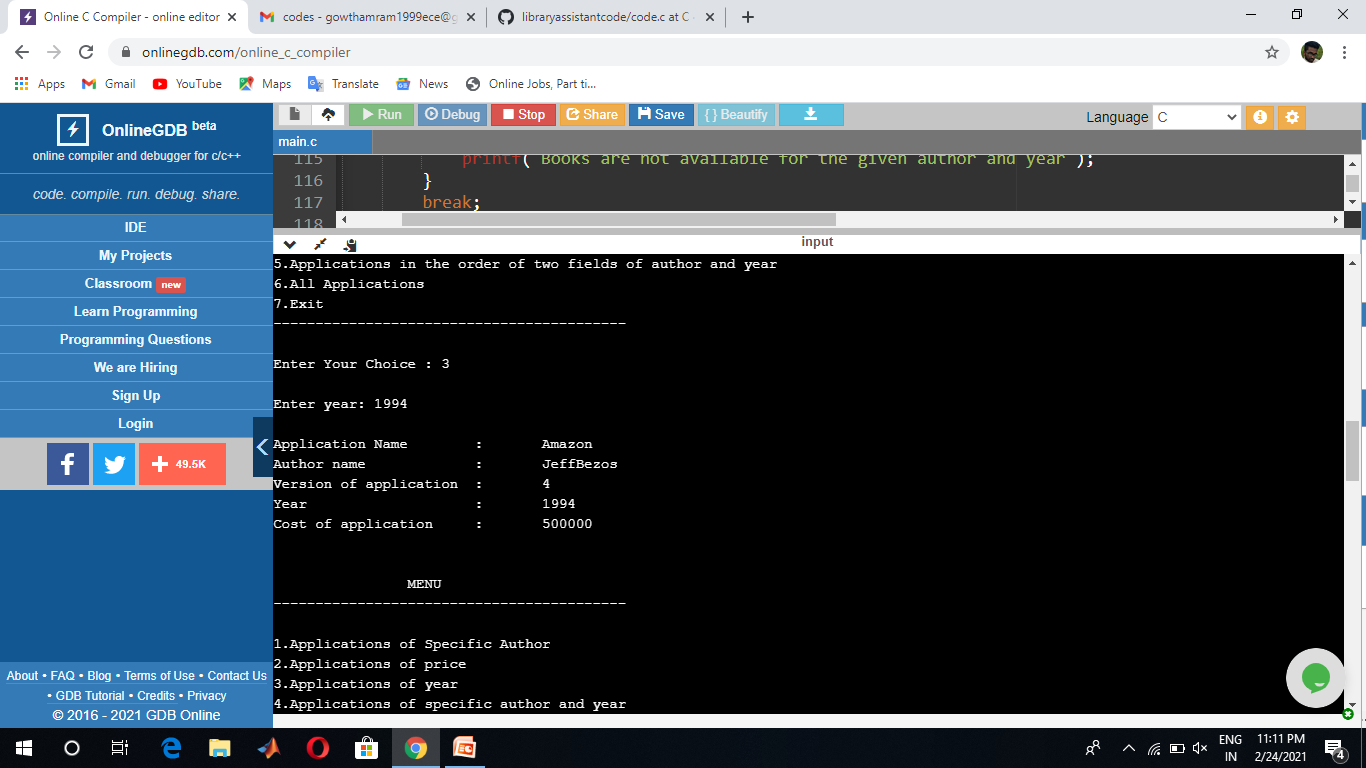 Online C Compiler - online editor
codes - gowthamram1999ece@g
libraryassistantcode/code.c at C
onlinegdb.com/online_c_compiler
Apps Gmail YouTube Maps Translate News Online Jobs, Part ti...
OnlineGDB beta
online compiler and debugger for c/c++
code. compile. run. debug. share.
IDE
My Projects
Classroom new
Learn Programming
Programming Questions
We are Hiring
Sign Up
Login
f + 49.5K
About • FAQ • Blog • Terms of Use • Contact Us
• GDB Tutorial • Credits • Privacy
© 2016 - 2021 GDB Online
Run Debug Stop Share Save {} Beautify
Language C
main.c
115 printf( Books are not available for the given author and year );
116 }
117 break;
118
input
5.Applications in the order of two fields of author and year
6.All Applications
7.Exit
------------------------------------------
Enter Your Choice : 3
Enter year: 1994
Application Name : Amazon
Author name : JeffBezos
Version of application : 4
Year : 1994
Cost of application : 500000
MENU
------------------------------------------
1.Applications of Specific Author
2.Applications of price
3.Applications of year
4.Applications of specific author and year
ENG
IN
11:11 PM
2/24/2021
4